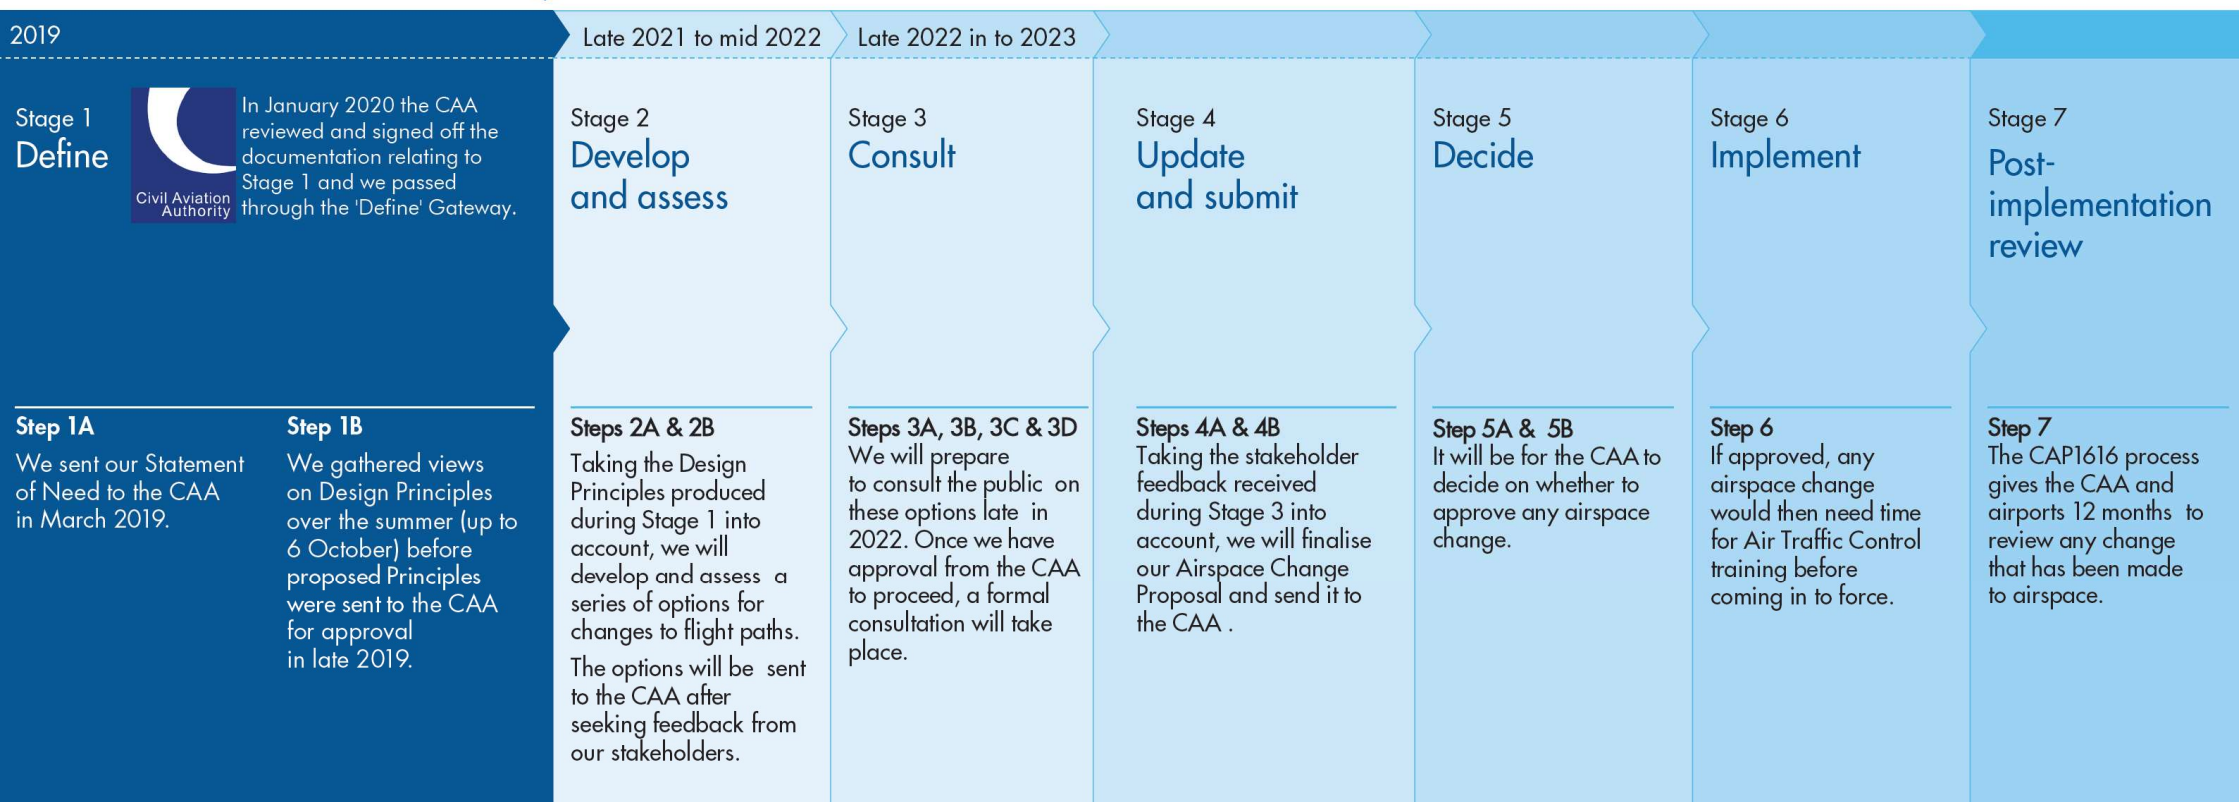 2019
Late 2021 to mid 2022
Late 2022 in to 2023
Stage 1
Define
Civil Aviation
Authority
In January 2020 the CAA
reviewed and signed off the
documentation relating to
Stage 1 and we passed
through the 'Define' Gateway.
Step 1A
We sent our Statement
of Need to the CAA
in March 2019.
Step 1B
We gathered views
on Design Principles
over the summer (up to
6 October) before
proposed Principles
were sent to the CAA
for approval
in late 2019.
Stage 2
Develop
and assess
Steps 2A & 2B
Taking the Design
Principles produced
during Stage 1 into
account, we will
develop and assess a
series of options for
changes to flight paths.
The options will be sent
to the CAA after
seeking feedback from
our stakeholders.
Stage 3
Consult
Steps 3A, 3B, 3C & 3D
We will prepare
to consult the public on
these options late in
2022. Once we have
approval from the CAA
to proceed, a formal
consultation will take
place.
Stage 4
Update
and submit
Steps 4A & 4B
Taking the stakeholder
feedback received
during Stage 3 into
account, we will finalise
our Airspace Change
Proposal and send it to
the CAA .
Stage 5
Decide
Step 5A & 5B
It will be for the CAA to
decide on whether to
approve any airspace
change.
Stage 6
Implement
Step 6
If approved, any
airspace change
would then need time
for Air Traffic Control
training before
coming in to force.
Stage 7
Post-
implementation
review
Step 7
The CAP1616 process
gives the CAA and
airports 12 months to
review any change
that has been made
to airspace.